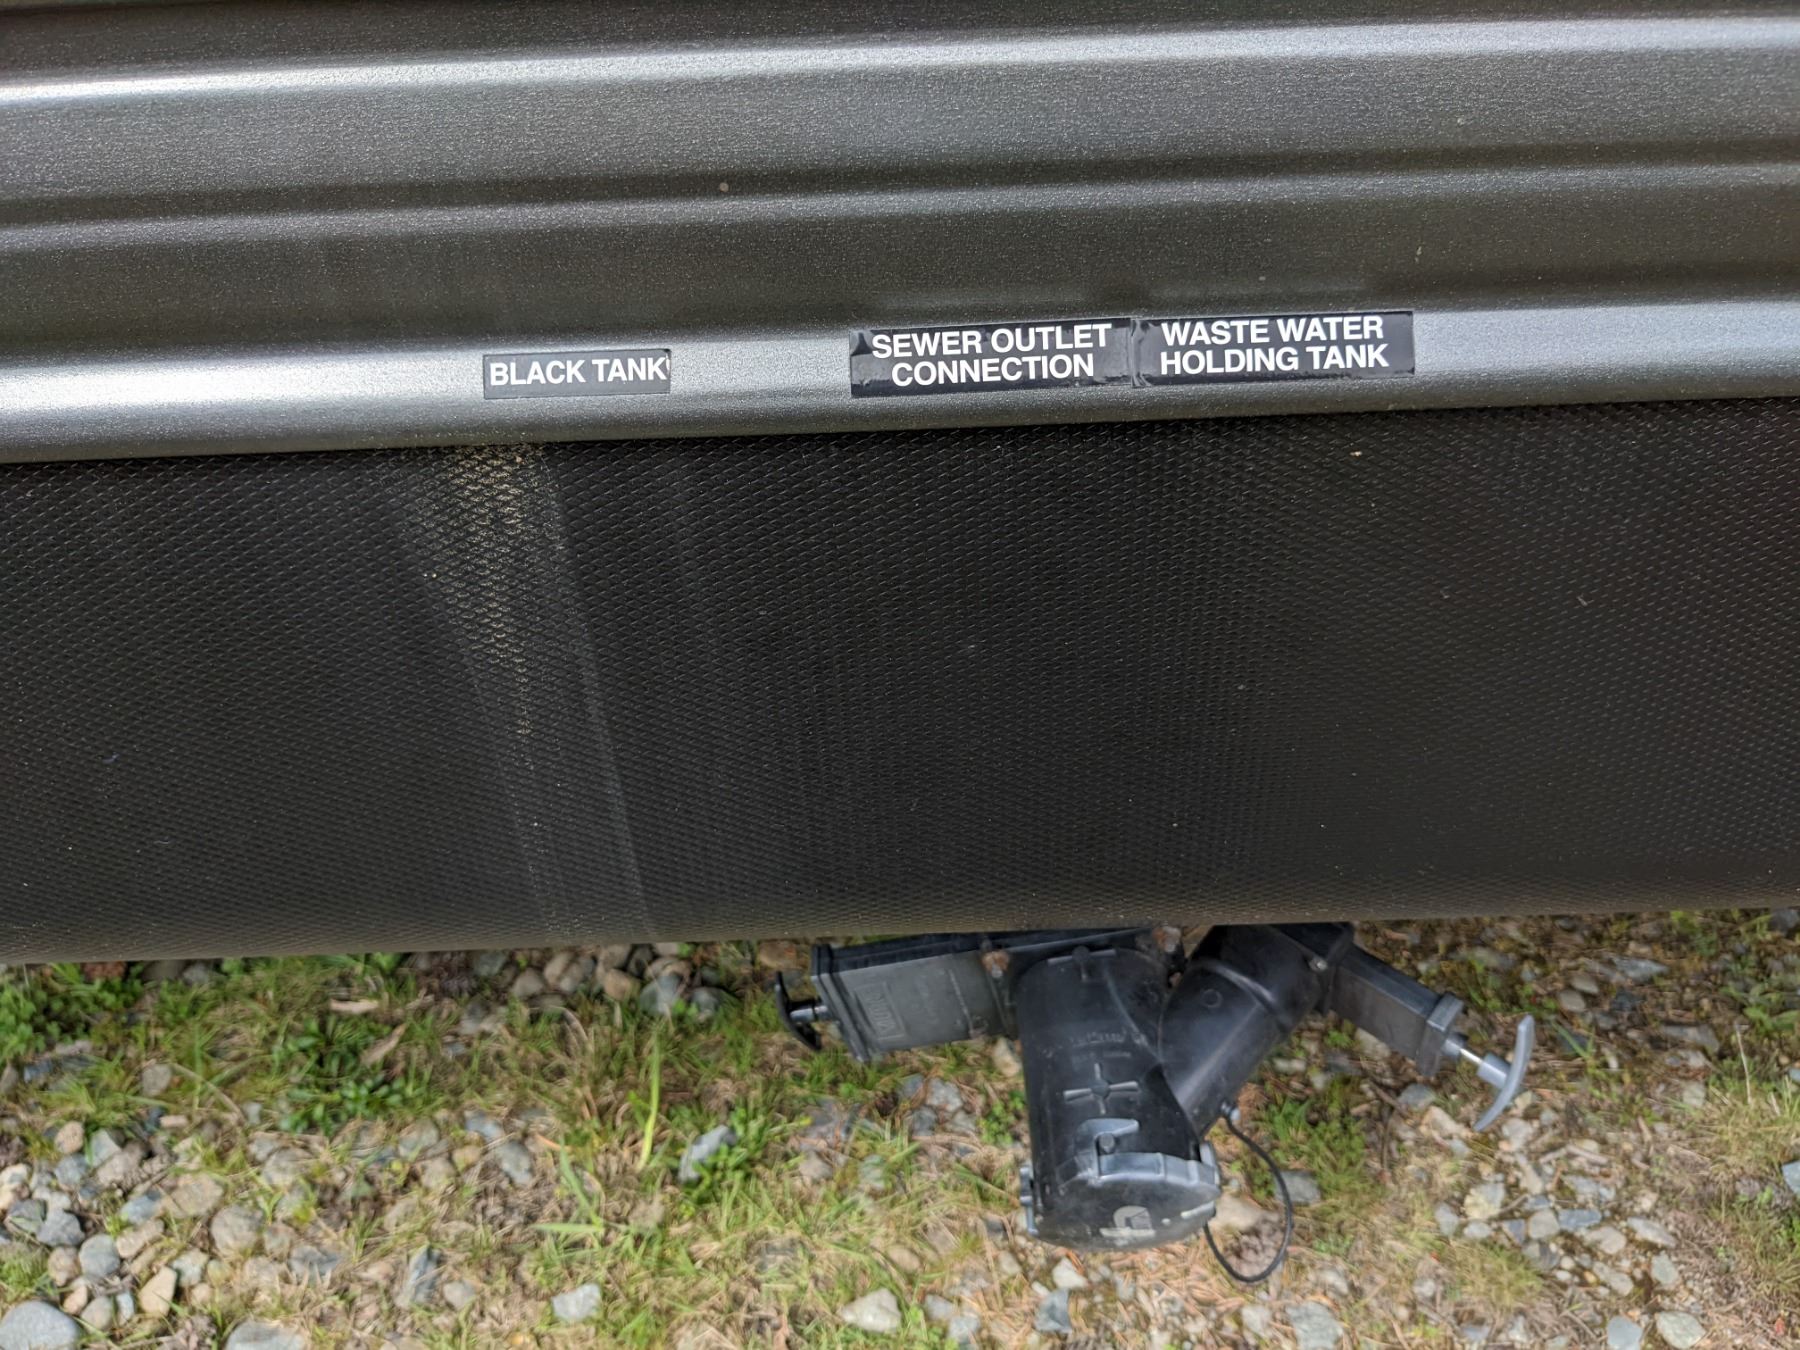 BLACK TANK
SEWER OUTLET
CONNECTION
WASTE WATER
HOLDING TANK